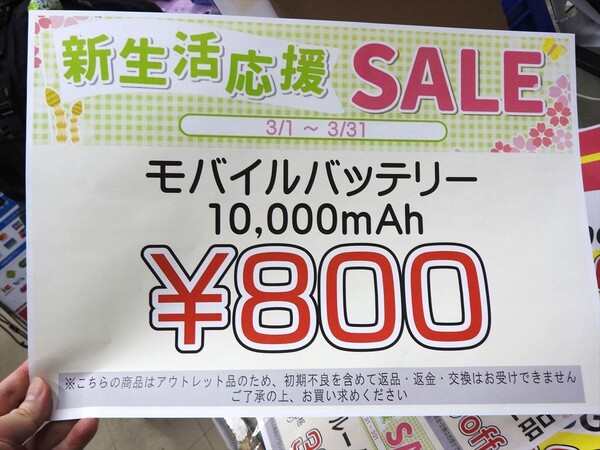 新生活応援 SALE
3/1 ～ 3/31
モバイルバッテリー
10,000mAh
¥800
※こちらの商品はアウトレット品のため、初期不良を含めて返品・返金・交換はお受けできません
ご了承の上、お買い求めください
SAL
3/31
off